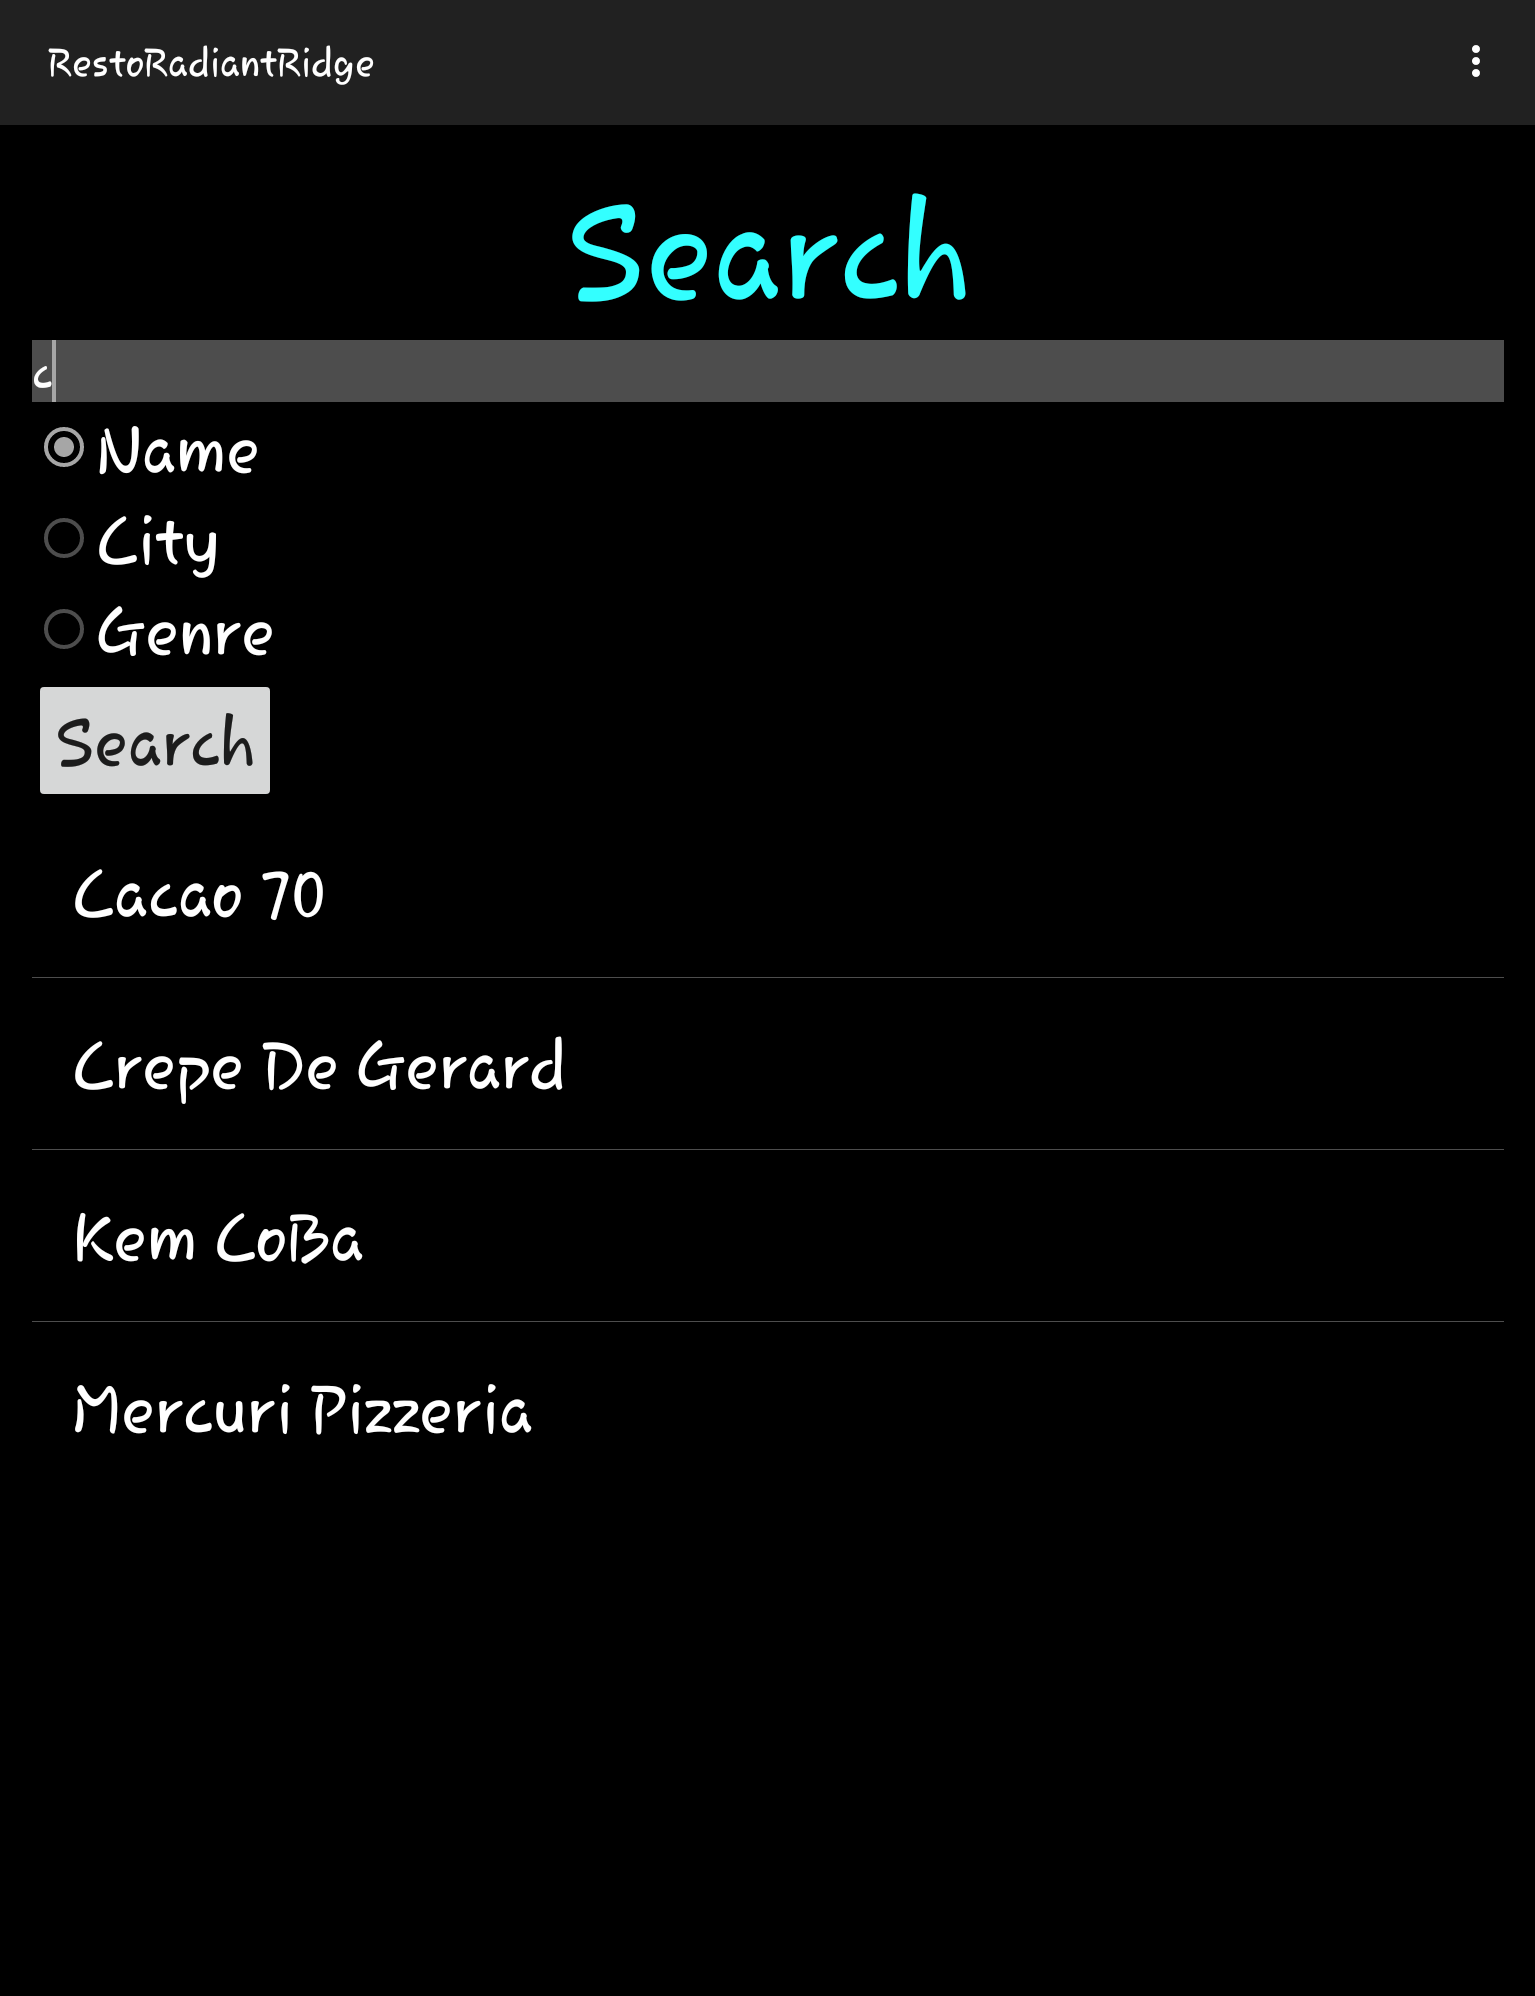 RestoRadiantRidge
Search
c
Name
City
Genre
Search
Cacao 70
Crepe De Gerard
Kem CoBa
Mercuri Pizzeria